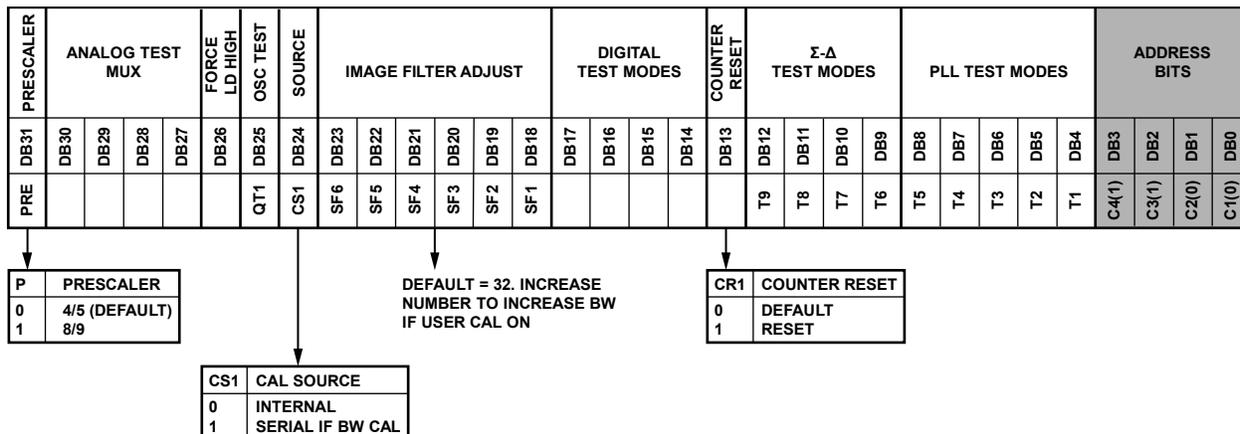 PRESCALER
ANALOG TEST
MUX
FORCE
LD HIGH
OSC TEST
SOURCE
IMAGE FILTER ADJUST
DIGITAL
TEST MODES
COUNTER
RESET
Σ-Δ
TEST MODES
PLL TEST MODES
ADDRESS
BITS
DB31 DB30 DB29 DB28 DB27 DB26 DB25 DB24 DB23 DB22 DB21 DB20 DB19 DB18 DB17 DB16 DB15 DB14 DB13 DB12 DB11 DB10 DB9 DB8 DB7 DB6 DB5 DB4 DB3 DB2 DB1 DB0
PRE QT1 CS1 SF6 SF5 SF4 SF3 SF2 SF1 T9 T8 T7 T6 T5 T4 T3 T2 T1 C4(1) C3(1) C2(0) C1(0)
P PRESCALER
0 4/5 (DEFAULT)
1 8/9
DEFAULT = 32. INCREASE
NUMBER TO INCREASE BW
IF USER CAL ON
CR1 COUNTER RESET
0 DEFAULT
1 RESET
CS1 CAL SOURCE
0 INTERNAL
1 SERIAL IF BW CAL